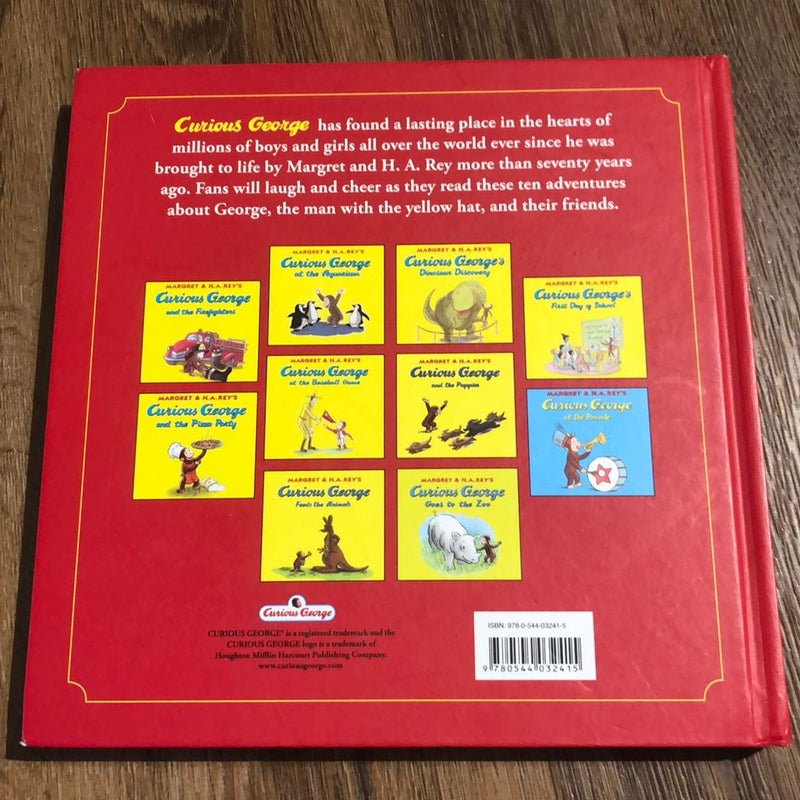 Curious George has found a lasting place in the hearts of
millions of boys and girls all over the world ever since he was
brought to life by Margret and H. A. Rey more than seventy years
ago. Fans will laugh and cheer as they read these ten adventures
about George, the man with the yellow hat, and their friends.
MARGRET & H. A. REY'S
Curious George
and the Firefighters
MARGRET & H. A. REY'S
Curious George
at the Aquarium
MARGRET & H. A. REY'S
Curious George's
Dinosaur Discovery
MARGRET & H. A. REY'S
Curious George's
First Day of School
MARGRET & H. A. REY'S
Curious George
and the Pizza Party
MARGRET & H. A. REY'S
Curious George
at the Baseball Game
MARGRET & H. A. REY'S
Curious George
and the Puppies
MARGRET & H. A. REY'S
Curious George
at the Parade
MARGRET & H. A. REY'S
Curious George
Feeds the Animals
MARGRET & H. A. REY'S
Curious George
Goes to the Zoo
Curious George
CURIOUS GEORGE® is a registered trademark and the
CURIOUS GEORGE logo is a trademark of
Houghton Mifflin Harcourt Publishing Company.
www.curiousgeorge.com
ISBN: 978-0-544-03241-5
9 780544 032415